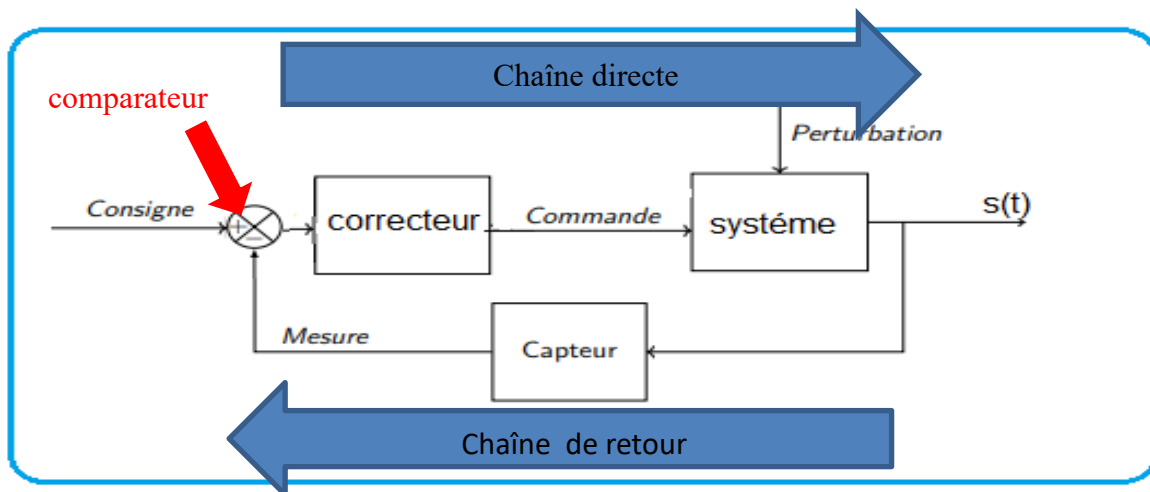 Chaîne directe
comparateur
Perturbation
Consigne
+
−
correcteur
Commande
systéme
s(t)
Mesure
Capteur
Chaîne de retour